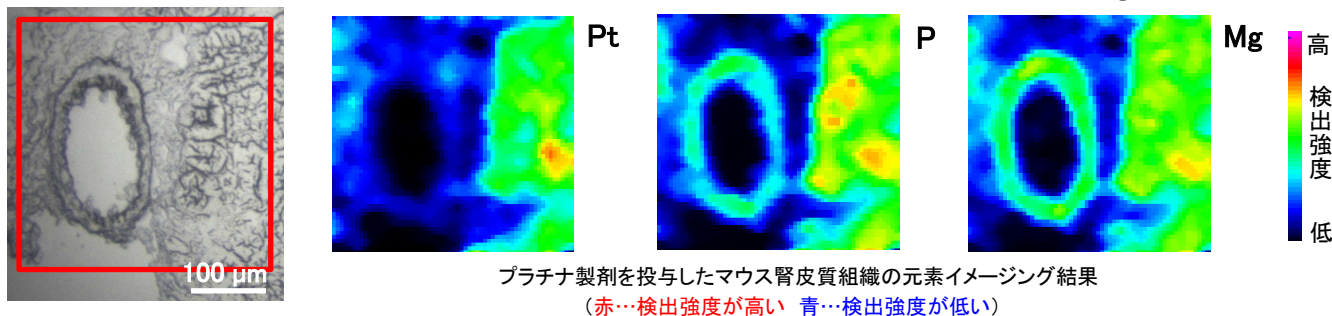 Pt
P
Mg
高
検出強度
低
100 μm
プラチナ製剤を投与したマウス腎皮質組織の元素イメージング結果
(赤…検出強度が高い 青…検出強度が低い)